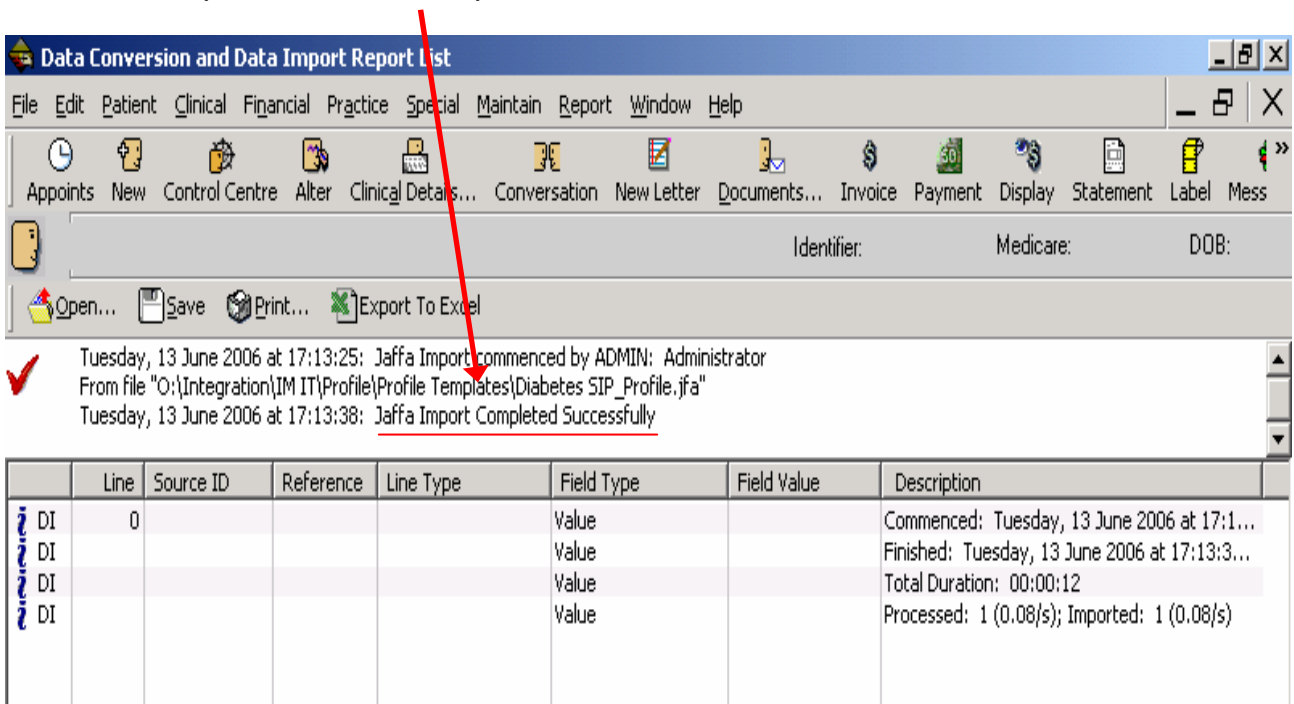 Data Conversion and Data Import Report List
File Edit Patient Clinical Financial Practice Special Maintain Report Window Help
Appoints New Control Centre Alter Clinical Details... Conversation New Letter Documents... Invoice Payment Display Statement Label Mess
Identifier: Medicare: DOB:
Open... Save Print... Export To Excel
Tuesday, 13 June 2006 at 17:13:25: Jaffa Import commenced by ADMIN: Administrator
From file "O:\Integration\IM IT\Profile\Profile Templates\Diabetes SIP_Profile.jfa"
Tuesday, 13 June 2006 at 17:13:38: Jaffa Import Completed Successfully
Line Source ID Reference Line Type Field Type Field Value Description
DI 0 Value Commenced: Tuesday, 13 June 2006 at 17:1...
DI Value Finished: Tuesday, 13 June 2006 at 17:13:3...
DI Value Total Duration: 00:00:12
DI Value Processed: 1 (0.08/s); Imported: 1 (0.08/s)